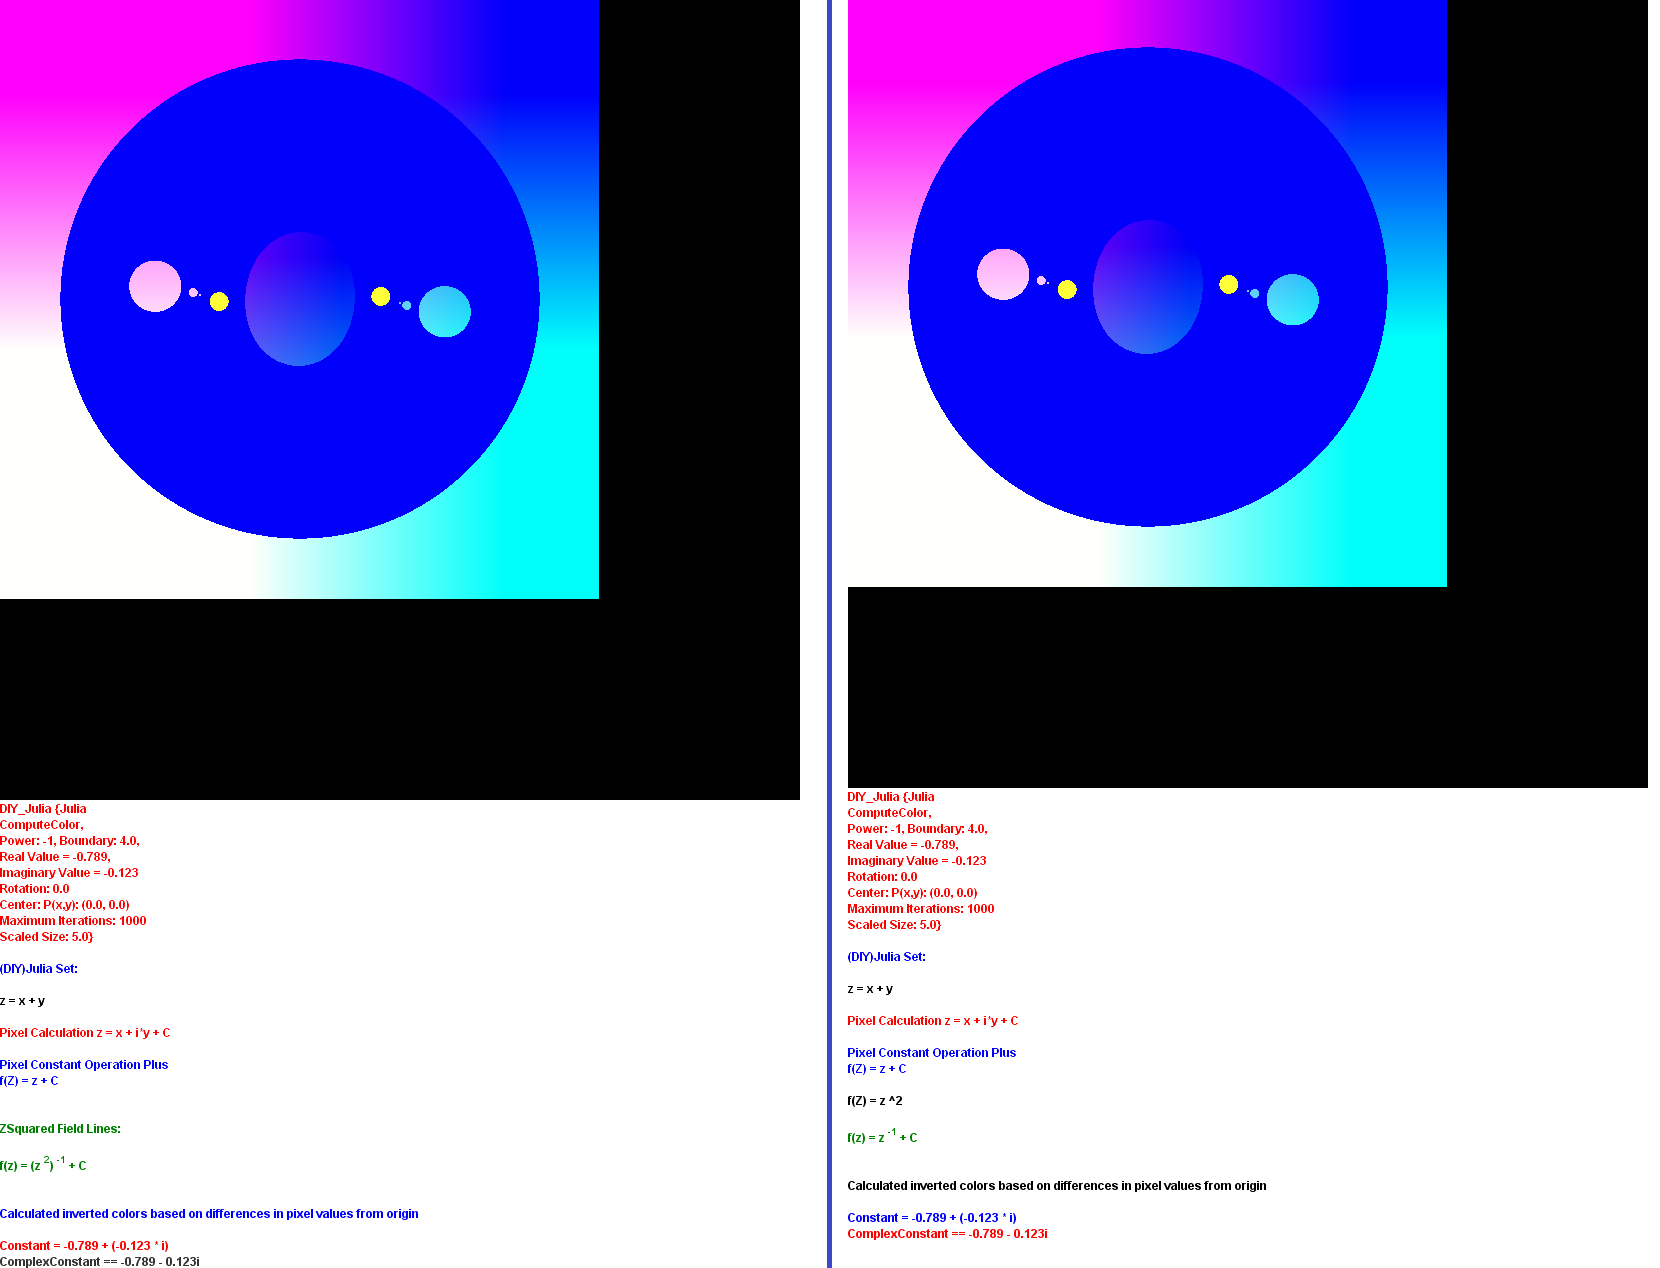 DIY_Julia {Julia
ComputeColor,
Power: -1, Boundary: 4.0,
Real Value = -0.789,
Imaginary Value = -0.123
Rotation: 0.0
Center: P(x,y): (0.0, 0.0)
Maximum Iterations: 1000
Scaled Size: 5.0}
(DIY)Julia Set:
z = x + y
Pixel Calculation z = x + i*y + C
Pixel Constant Operation Plus
f(Z) = z + C
ZSquared Field Lines:
f(z) = (z 2) -1 + C
Calculated inverted colors based on differences in pixel values from origin
Constant = -0.789 + (-0.123 * i)
ComplexConstant == -0.789 - 0.123i
DIY_Julia {Julia
ComputeColor,
Power: -1, Boundary: 4.0,
Real Value = -0.789,
Imaginary Value = -0.123
Rotation: 0.0
Center: P(x,y): (0.0, 0.0)
Maximum Iterations: 1000
Scaled Size: 5.0}
(DIY)Julia Set:
z = x + y
Pixel Calculation z = x + i*y + C
Pixel Constant Operation Plus
f(Z) = z + C
f(Z) = z ^2
f(z) = z -1 + C
Calculated inverted colors based on differences in pixel values from origin
Constant = -0.789 + (-0.123 * i)
ComplexConstant == -0.789 - 0.123i